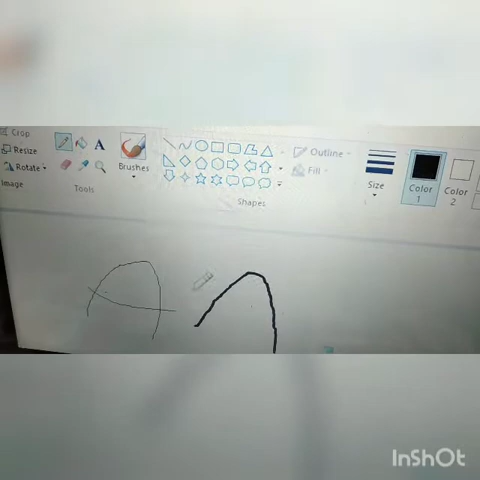 Crop
Resize
Rotate
Image
A
Tools
Brushes
Shapes
Outline
Fill
Size
Color
1
Color
2
A
InShOt